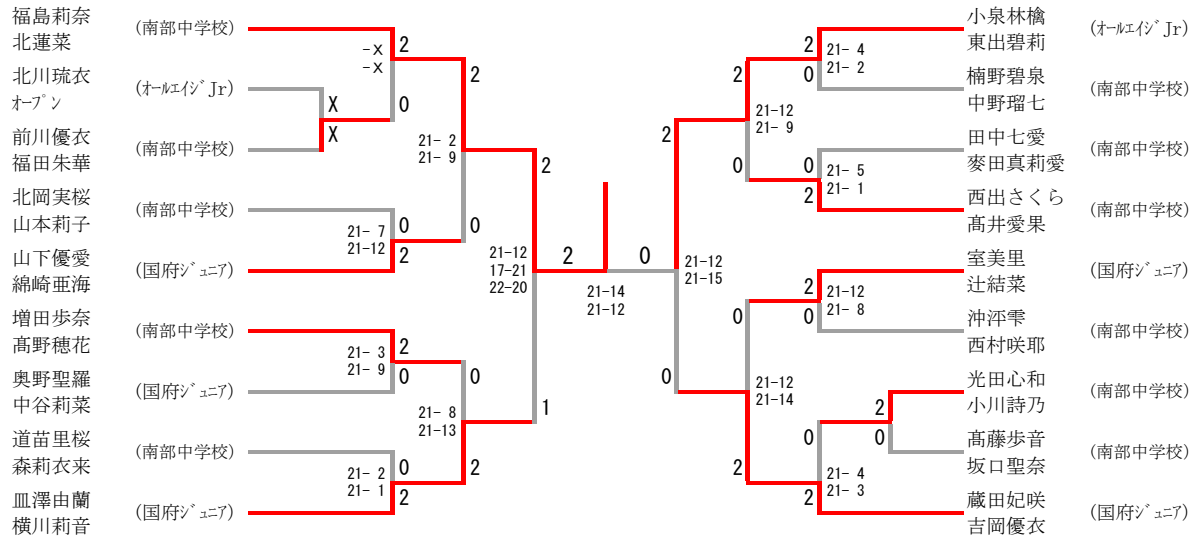 福島莉奈
北蓮菜
(南部中学校)
北川琉衣
オープン
(オールエイジJr)
前川優衣
福田朱華
(南部中学校)
北岡実桜
山本莉子
(南部中学校)
山下優愛
綿崎亜海
(国府ジュニア)
増田歩奈
髙野穂花
(南部中学校)
奥野聖羅
中谷莉菜
(国府ジュニア)
道苗里桜
森莉衣来
(南部中学校)
皿澤由蘭
横川莉音
(国府ジュニア)
-X
-X
2
0
X
X
21- 7
21-12
0
2
21- 2
21- 9
2
0
21- 3
21- 9
2
0
21- 2
21- 1
0
2
21- 8
21-13
0
2
21-12
17-21
22-20
2
1
2
0
21-14
21-12
2
0
21-12
21-15
2
0
21-12
21- 9
0
2
21-12
21-14
2
0
21- 4
21- 2
0
2
21- 5
21- 1
2
0
21-12
21- 8
2
0
0
2
21- 4
21- 3
小泉林檎
東出碧莉
(オールエイジJr)
楠野碧泉
中野瑠七
(南部中学校)
田中七愛
麥田真莉愛
(南部中学校)
西出さくら
髙井愛果
(南部中学校)
室美里
辻結菜
(国府ジュニア)
沖泙雫
西村咲耶
(南部中学校)
光田心和
小川詩乃
(南部中学校)
髙藤歩音
坂口聖奈
(南部中学校)
蔵田妃咲
吉岡優衣
(国府ジュニア)